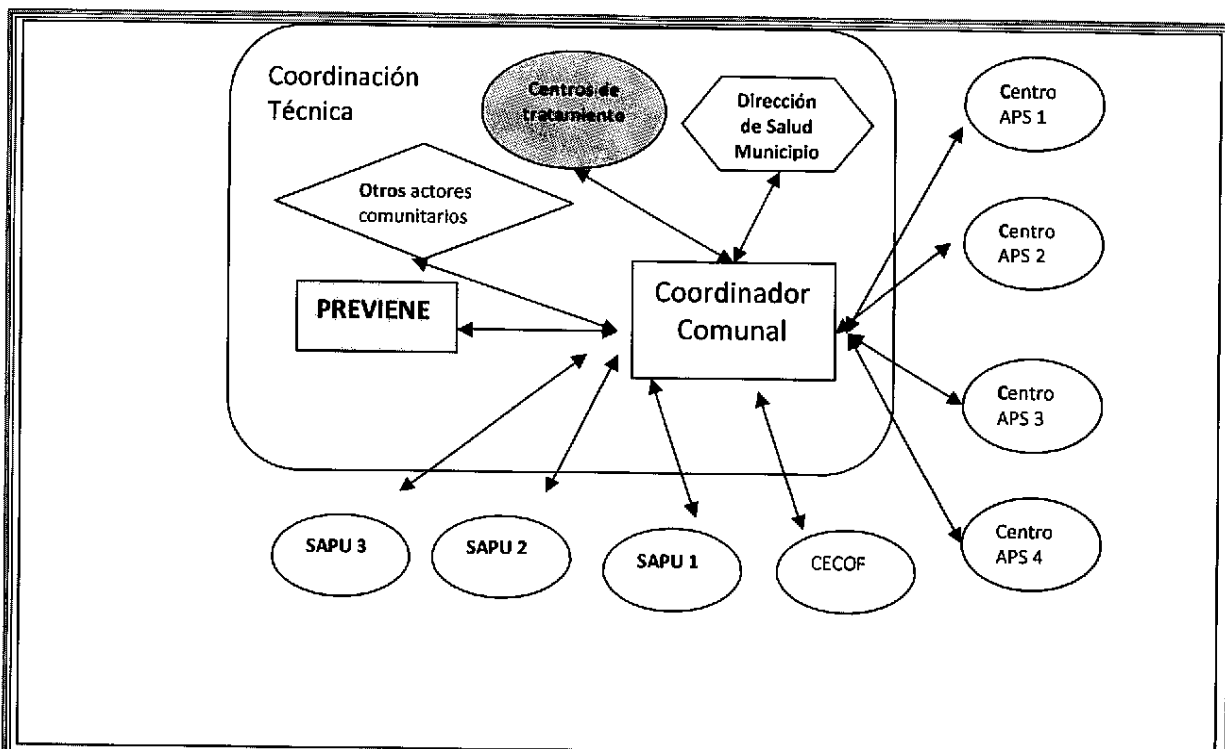 Coordinación
Técnica
Centros de
tratamiento
Dirección
de Salud
Municipio
Otros actores
comunitarios
PREVIENE
Coordinador
Comunal
Centro
APS 1
Centro
APS 2
Centro
APS 3
Centro
APS 4
SAPU 3
SAPU 2
SAPU 1
CECOF